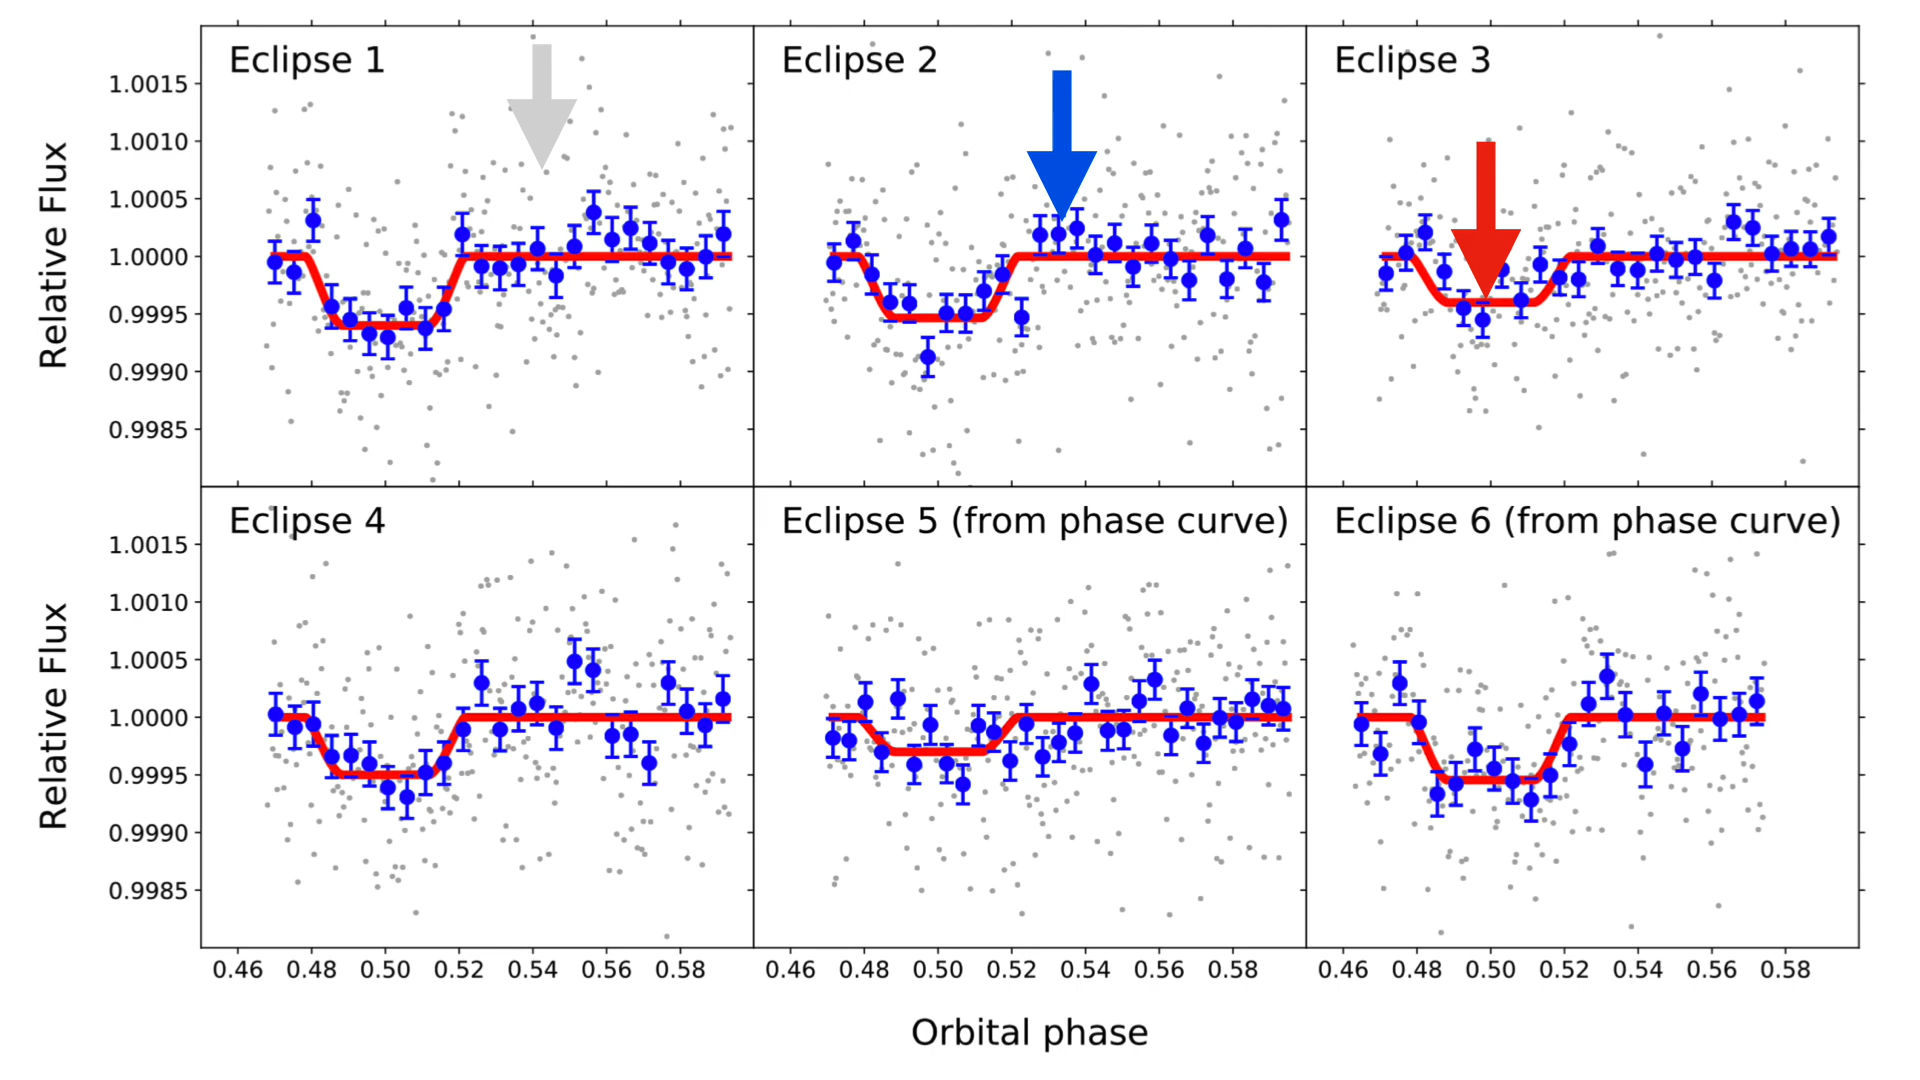 Eclipse 1
Eclipse 2
Eclipse 3
1.0015
1.0010
1.0005
1.0000
0.9995
0.9990
0.9985
Relative Flux
Eclipse 4
Eclipse 5 (from phase curve)
Eclipse 6 (from phase curve)
1.0015
1.0010
1.0005
1.0000
0.9995
0.9990
0.9985
Relative Flux
0.46 0.48 0.50 0.52 0.54 0.56 0.58
0.46 0.48 0.50 0.52 0.54 0.56 0.58
0.46 0.48 0.50 0.52 0.54 0.56 0.58
Orbital phase